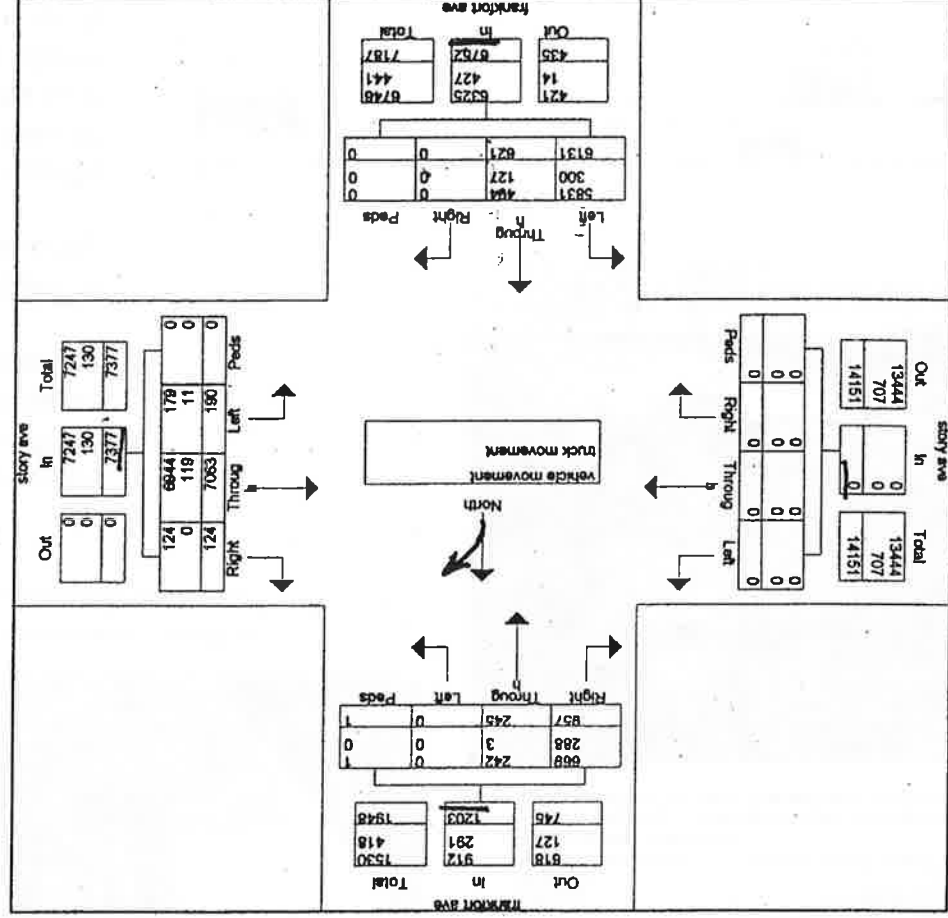 frankfort ave
Out In Total
618 912 1530
127 291 418
745 1203 1948
669 242 0 1
288 3 0 0
957 245 0 1
Right Throug Left Peds
h
story ave
Out In Total
13444 0 13444
707 0 707
14151 0 14151
Peds Right Throug Left
h
0 0 0 0
0 0 0 0
0 0 0 0
North
vehicle movement
truck movement
story ave
Total In Out
7247 7247 0
130 130 0
7377 7377 0
0 179 6944 124
0 11 119 0
0 190 7063 124
Peds Left Throug Right
Left Throug Right Peds
h
5831 494 0 0
300 127 0 0
6131 621 0 0
421 6325 6746
14 427 441
435 6752 7187
Out In Total
frankfort ave